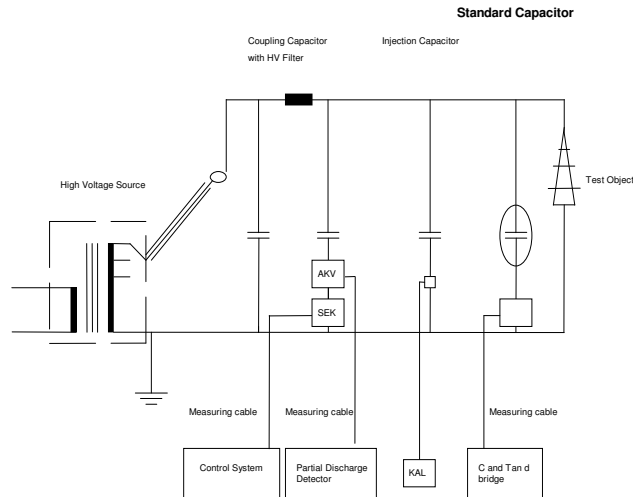 Standard Capacitor
Coupling Capacitor
with HV Filter
Injection Capacitor
High Voltage Source
Test Object
AKV
SEK
Measuring cable
Measuring cable
Measuring cable
Control System
Partial Discharge
Detector
KAL
C and Tan d
bridge